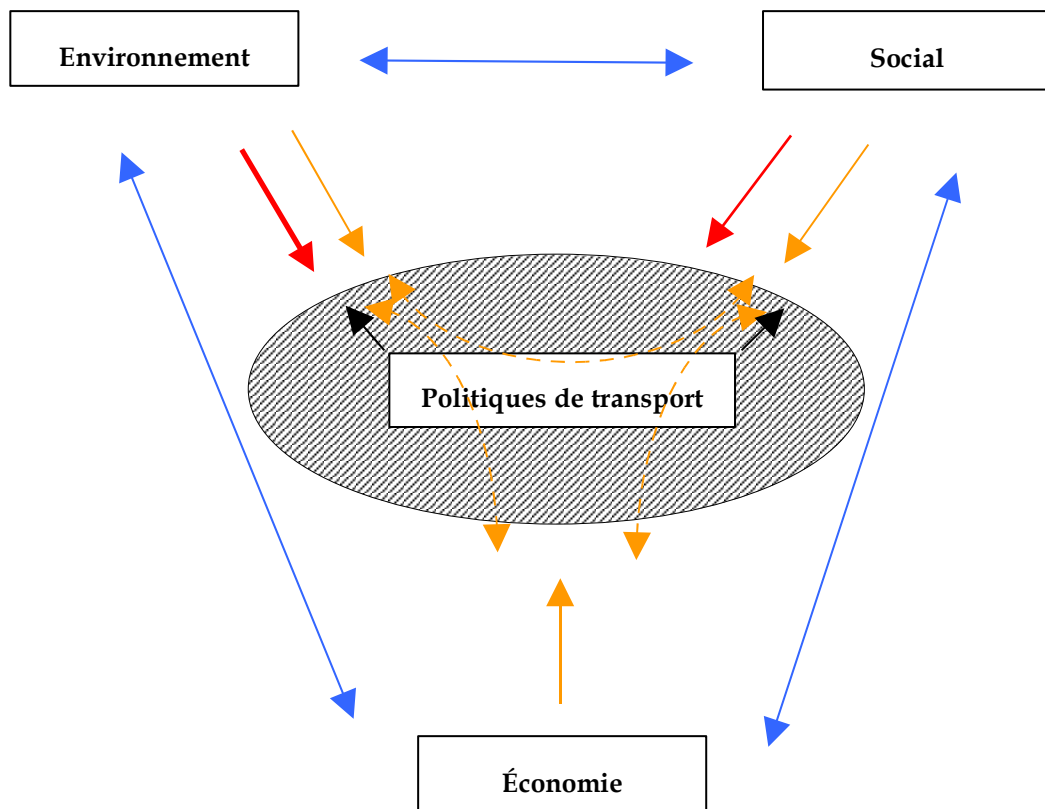 Environnement
Social
Politiques de transport
Économie